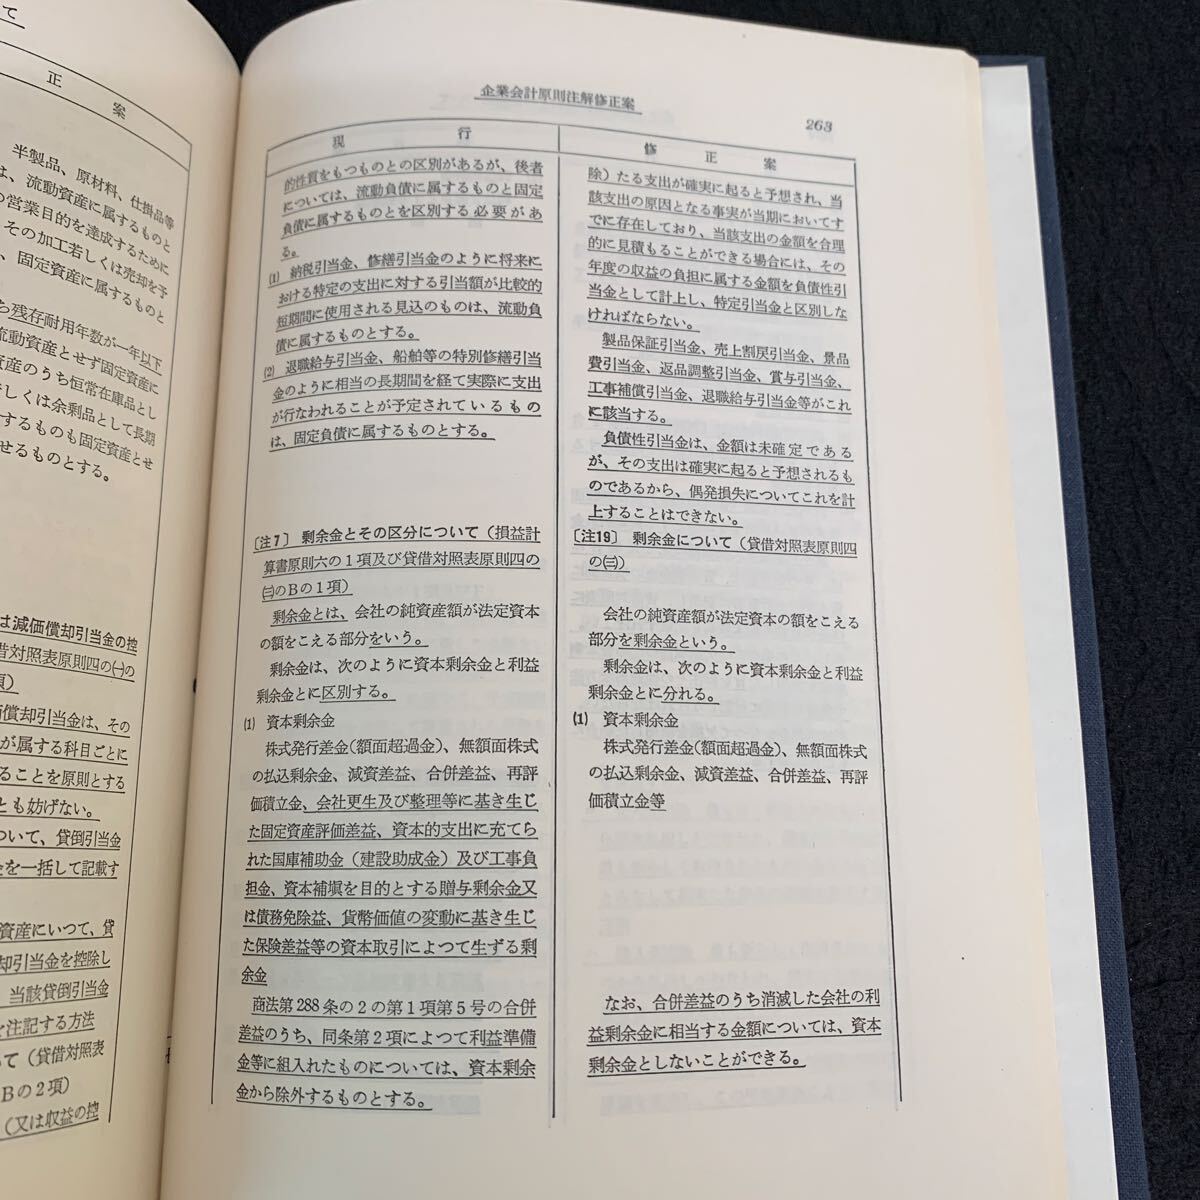 いて
正
案
半製品、原材料、仕掛品等
は、流動資産に属するものと
の営業目的を達成するために
、その加工若しくは売却を予
、固定資産に属するものと
ち残存耐用年数が一年以下
流動資産とせず固定資産に
資産のうち恒常在庫品とし
しくは余剰品として長期
するものも固定資産とせ
せるものとする。
は減価償却引当金の控
借対照表原則四の㈠の
項）
価償却引当金は、その
が属する科目ごとに
ることを原則とする
とも妨げない。
ついて、貸倒引当金
金を一括して記載す
資産にいつて、貸
却引当金を控除し
当該貸倒引当金
を注記する方法
いて（貸借対照表
Bの2項）
（又は収益の控
企業会計原則注解修正案
263
現 行
的性質をもつものとの区別があるが、後者
については、流動負債に属するものと固定
負債に属するものとを区別する必要があ
る。
⑴ 納税引当金、修繕引当金のように将来に
おける特定の支出に対する引当額が比較的
短期間に使用される見込のものは、流動負
債に属するものとする。
⑵ 退職給与引当金、船舶等の特別修繕引当
金のように相当の長期間を経て実際に支出
が行なわれることが予定されているもの
は、固定負債に属するものとする。
〔注7〕 剰余金とその区分について（損益計
算書原則六の1項及び貸借対照表原則四の
㈢のBの1項）
剰余金とは、会社の純資産額が法定資本
の額をこえる部分をいう。
剰余金は、次のように資本剰余金と利益
剰余金とに区別する。
⑴ 資本剰余金
株式発行差金（額面超過金）、無額面株式
の払込剰余金、減資差益、合併差益、再評
価積立金、会社更生及び整理等に基き生じ
た固定資産評価差益、資本的支出に充てら
れた国庫補助金（建設助成金）及び工事負
担金、資本補填を目的とする贈与剰余金又
は債務免除益、貨幣価値の変動に基き生じ
た保険差益等の資本取引によつて生ずる剰
余金
商法第288条の2の第1項第5号の合併
差益のうち、同条第2項によつて利益準備
金等に組入れたものについては、資本剰余
金から除外するものとする。
修 正 案
除）たる支出が確実に起ると予想され、当
該支出の原因となる事実が当期においてす
でに存在しており、当該支出の金額を合理
的に見積もることができる場合には、その
年度の収益の負担に属する金額を負債性引
当金として計上し、特定引当金と区別しな
ければならない。
製品保証引当金、売上割戻引当金、景品
費引当金、返品調整引当金、賞与引当金、
工事補償引当金、退職給与引当金等がこれ
に該当する。
負債性引当金は、金額は未確定である
が、その支出は確実に起ると予想されるも
のであるから、偶発損失についてこれを計
上することはできない。
〔注19〕 剰余金について（貸借対照表原則四
の㈢）
会社の純資産額が法定資本の額をこえる
部分を剰余金という。
剰余金は、次のように資本剰余金と利益
剰余金とに分れる。
⑴ 資本剰余金
株式発行差金（額面超過金）、無額面株式
の払込剰余金、減資差益、合併差益、再評
価積立金等
なお、合併差益のうち消滅した会社の利
益剰余金に相当する金額については、資本
剰余金としないことができる。